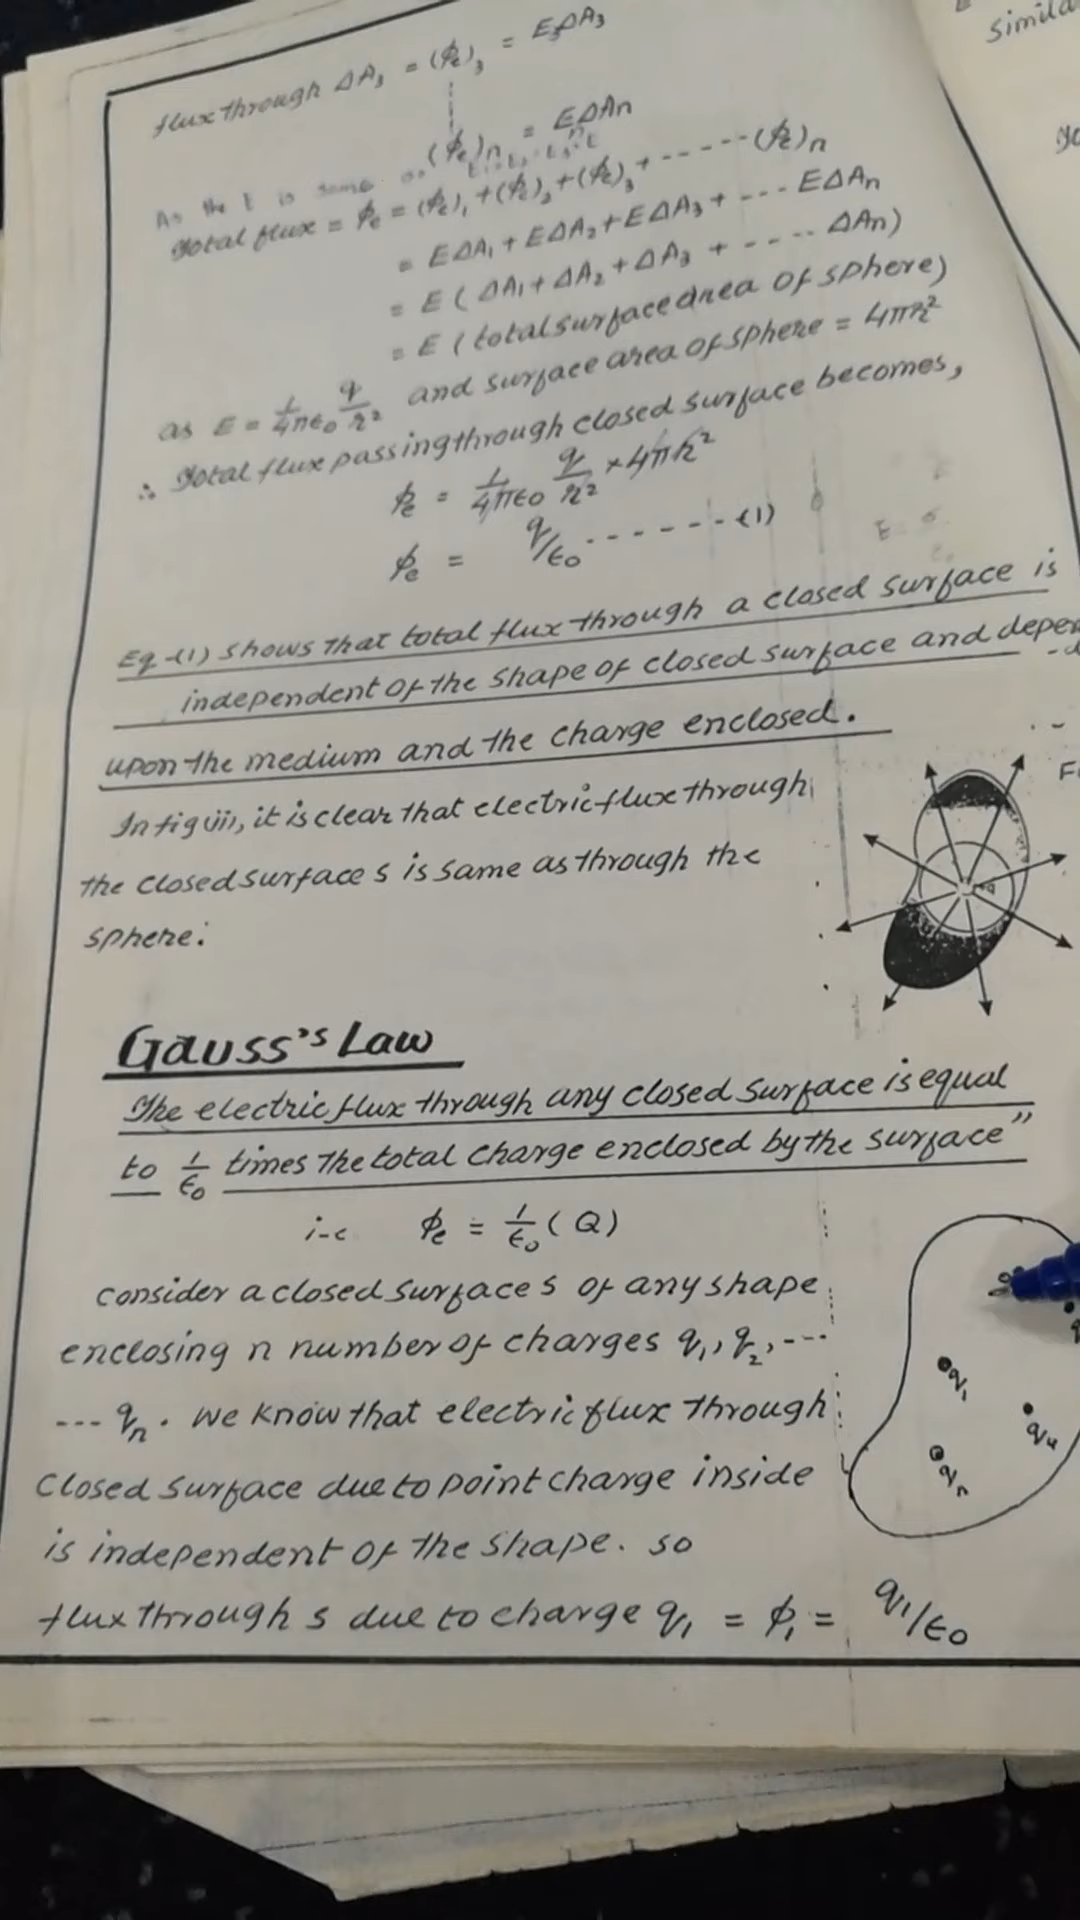 simila
flux through ΔA₃ = (ϕe)₃ = E₃ΔA₃
(ϕe)n = EΔAn
As the E is same
Total flux = ϕe = (ϕe)₁ + (ϕe)₂ + (ϕe)₃ + ------ (ϕe)n
= EΔA₁ + EΔA₂ + EΔA₃ + --- EΔAn
= E ( ΔA₁ + ΔA₂ + ΔA₃ + ---- ΔAn)
= E ( total surface area of sphere)
as E = 1/4πϵ₀ q/r² and surface area of sphere = 4πr²
∴ Total flux passing through closed surface becomes,
ϕe = 1/4πϵ₀ q/r² × 4πr²
ϕe = q/ϵ₀ ------- (1)
Eq-(1) shows that total flux through a closed surface is
independent of the shape of closed surface and depen
-d
upon the medium and the charge enclosed.
In fig (ii), it is clear that electric flux through
the closed surface s is same as through the
sphere.
Gauss's Law
The electric flux through any closed surface is equal
to 1/ϵ₀ times the total charge enclosed by the surface"
i-e ϕe = 1/ϵ₀ (Q)
consider a closed surface s of any shape
enclosing n number of charges q₁, q₂, ---
--- qn. we know that electric flux through
closed surface due to point charge inside
is independent of the shape. so
flux through s due to charge q₁ = ϕ₁ = q₁/ϵ₀
q₁
q₄
qn